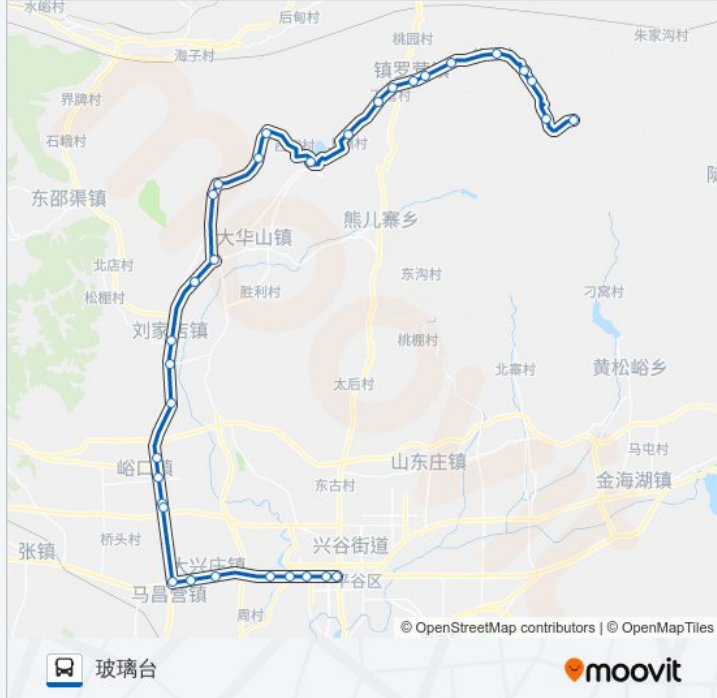 水峪村
后甸村
海子村
桃园村
朱家沟村
镇罗营镇
界牌村
石峨村
东邵渠镇
熊儿寨乡
大华山镇
北店村
松棚村
胜利村
东沟村
刁窝村
刘家店镇
桃棚村
北寨村
黄松峪乡
太后村
峪口镇
山东庄镇
马屯村
东古村
金海湖镇
桥头村
张镇
兴谷街道
大兴庄镇
平谷区
马昌营镇
周村
© OpenStreetMap contributors | © OpenMapTiles
玻璃台
moovit